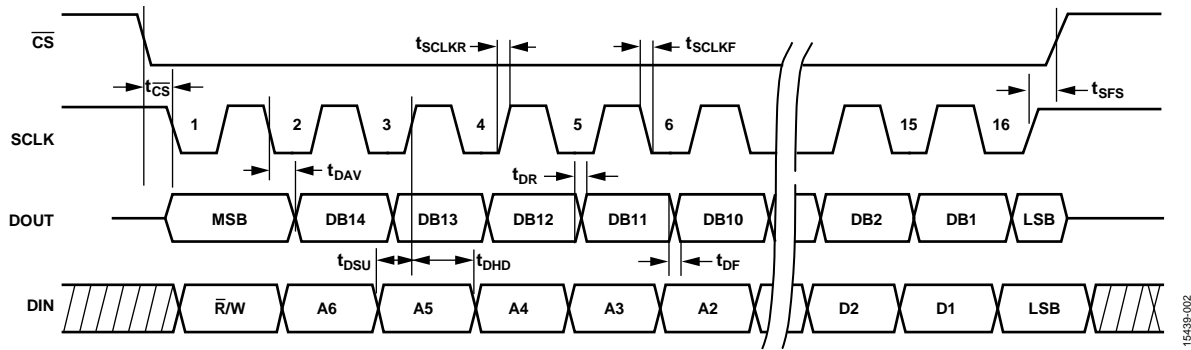 CS
tSCLKR
tSCLKF
tCS
tSFS
SCLK
1
2
3
4
5
6
15
16
tDAV
tDR
DOUT
MSB
DB14
DB13
DB12
DB11
DB10
DB2
DB1
LSB
tDSU
tDHD
tDF
DIN
R/W
A6
A5
A4
A3
A2
D2
D1
LSB
15439-002